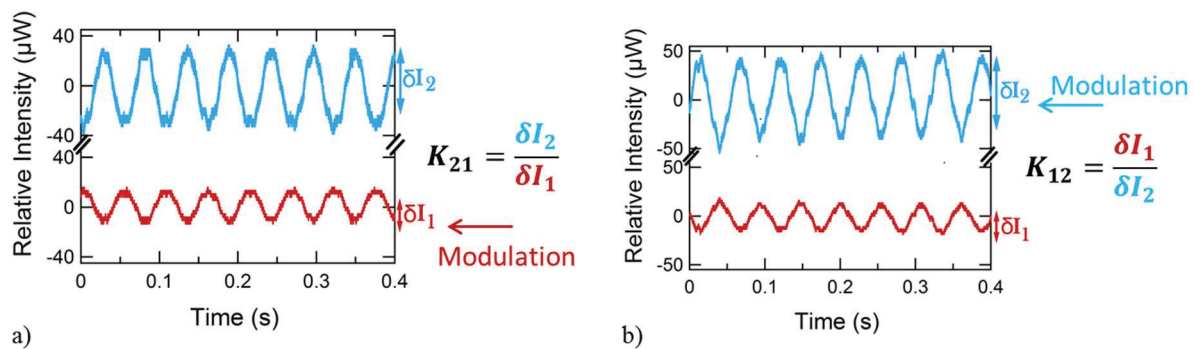 Relative Intensity (μW)
40
0
-40
40
0
-40
δI₂
δI₁
K₂₁ = δI₂ / δI₁
Modulation
0 0.1 0.2 0.3 0.4
Time (s)
a)
Relative Intensity (μW)
50
0
-50
50
0
-50
δI₂
δI₁
Modulation
K₁₂ = δI₁ / δI₂
0 0.1 0.2 0.3 0.4
Time (s)
b)